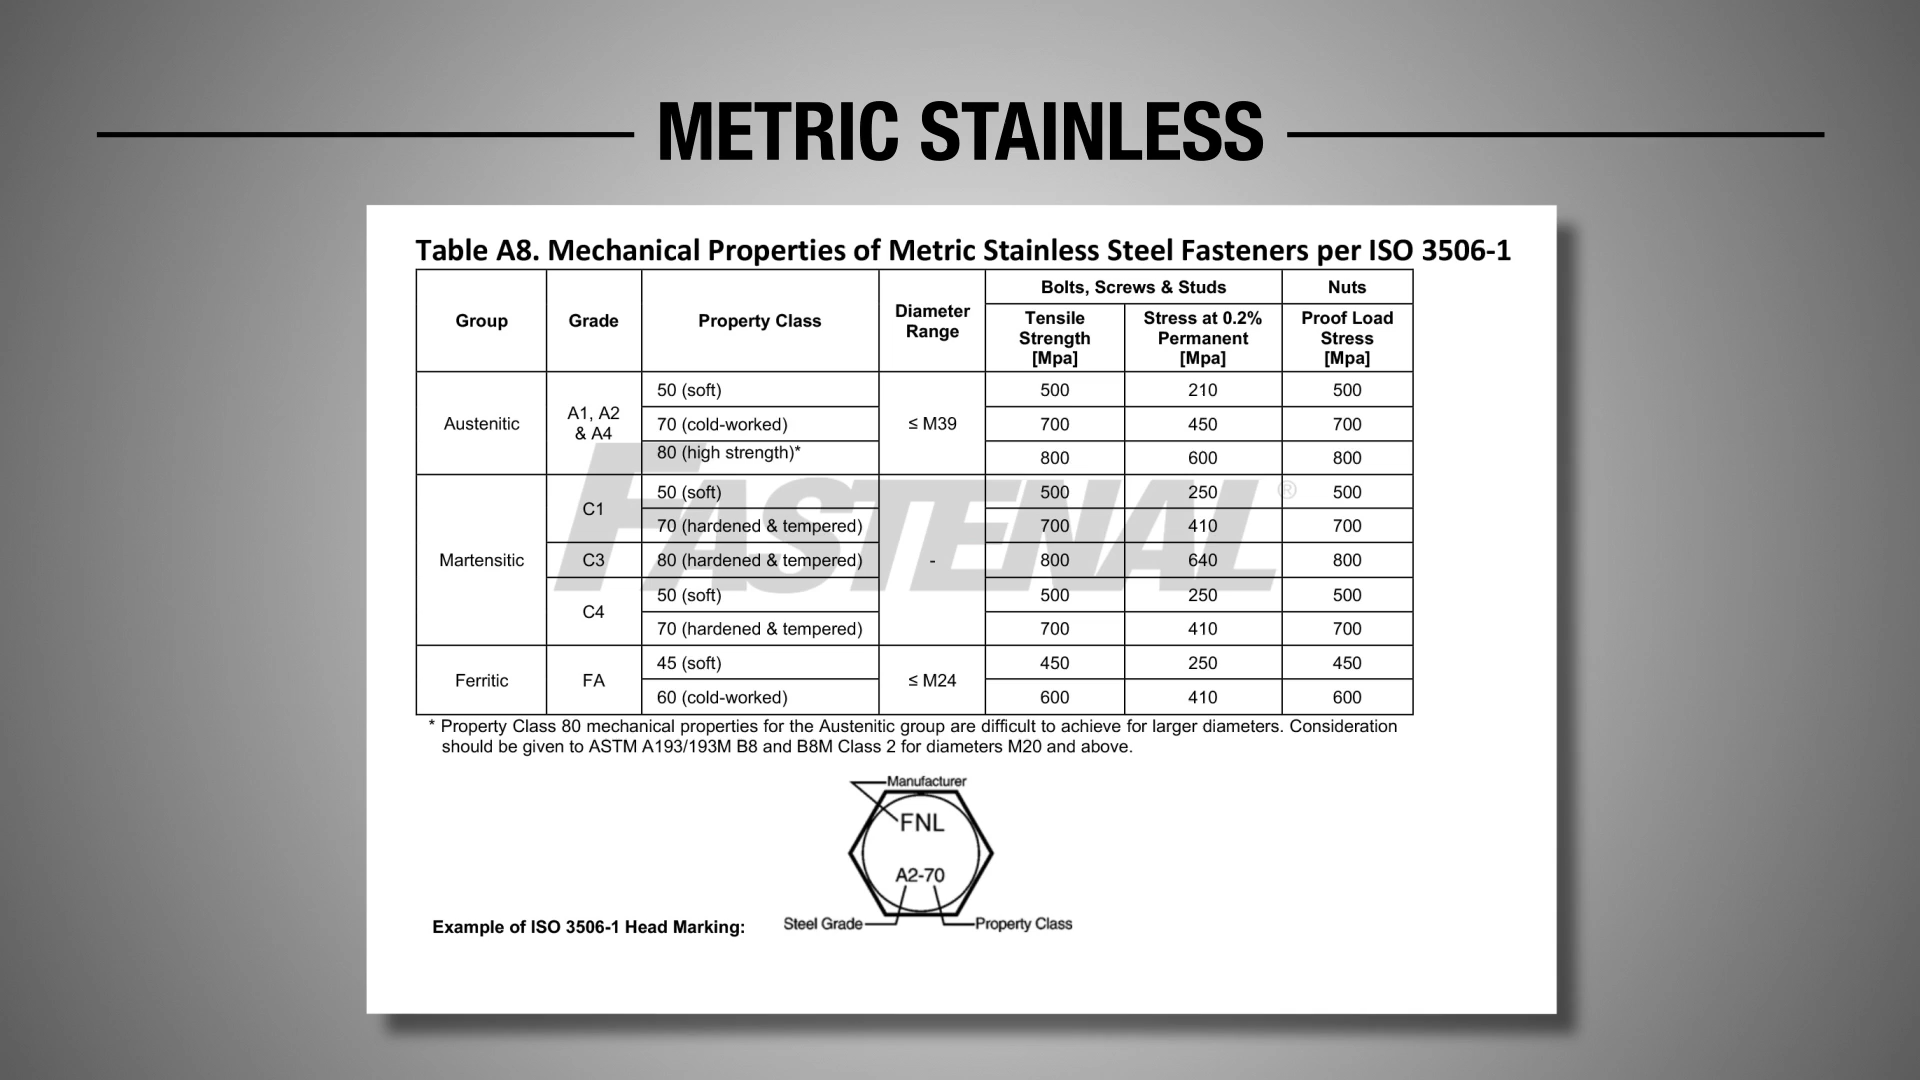 METRIC STAINLESS
Table A8. Mechanical Properties of Metric Stainless Steel Fasteners per ISO 3506-1
Group Grade Property Class Diameter Range Bolts, Screws & Studs Nuts
Tensile Strength [Mpa] Stress at 0.2% Permanent [Mpa] Proof Load Stress [Mpa]
Austenitic A1, A2 & A4 50 (soft) ≤ M39 500 210 500
70 (cold-worked) 700 450 700
80 (high strength)* 800 600 800
Martensitic C1 50 (soft) - 500 250 500
70 (hardened & tempered) 700 410 700
C3 80 (hardened & tempered) 800 640 800
C4 50 (soft) 500 250 500
70 (hardened & tempered) 700 410 700
Ferritic FA 45 (soft) ≤ M24 450 250 450
60 (cold-worked) 600 410 600
FASTENAL®
* Property Class 80 mechanical properties for the Austenitic group are difficult to achieve for larger diameters. Consideration
should be given to ASTM A193/193M B8 and B8M Class 2 for diameters M20 and above.
Manufacturer
FNL
A2-70
Example of ISO 3506-1 Head Marking: Steel Grade Property Class